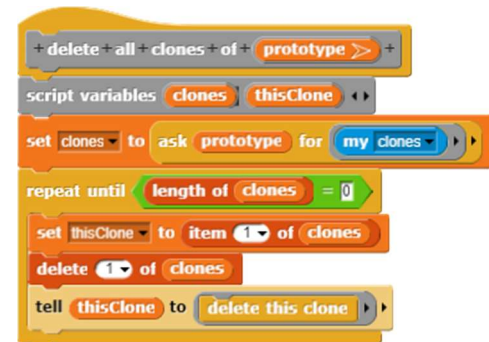 + delete + all + clones + of + prototype +
script variables clones thisClone
set clones to ask prototype for my clones
repeat until length of clones = 0
set thisClone to item 1 of clones
delete 1 of clones
tell thisClone to delete this clone